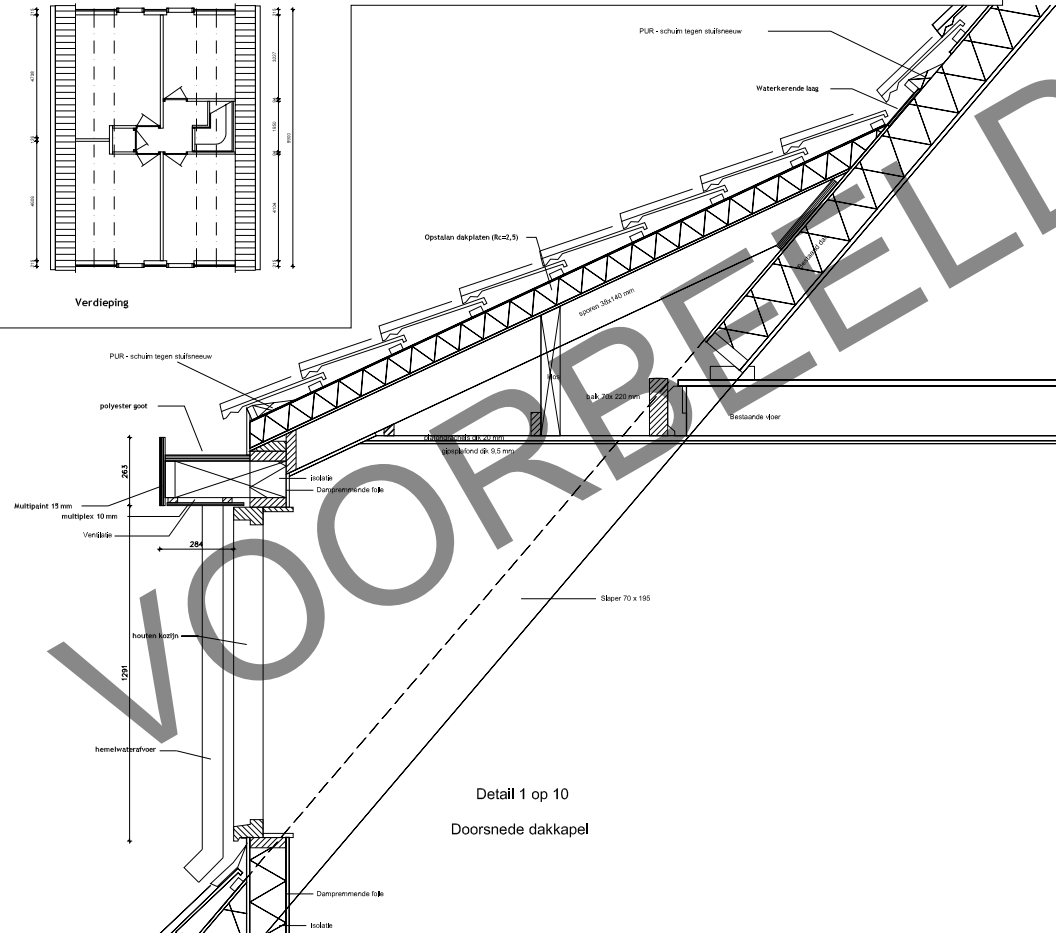 PUR - schuim tegen stuifsneeuw
Waterkerende laag
Opstalan dakplaten (Rc=2,5)
Bestaand dak
sporen 38x140 mm
Verdieping
PUR - schuim tegen stuifsneeuw
polyester goot
klos
balk 70x 220 mm
Bestaande vloer
gipsplafond dik 9,5 mm
isolatie
Dampremmende folie
263
Multipaint 15 mm
multiplex 10 mm
Ventilatie
284
Slaper 70 x 195
houten kozijn
1291
hemelwaterafvoer
Detail 1 op 10
Doorsnede dakkapel
Dampremmende folie
Isolatie
VOORBEELD